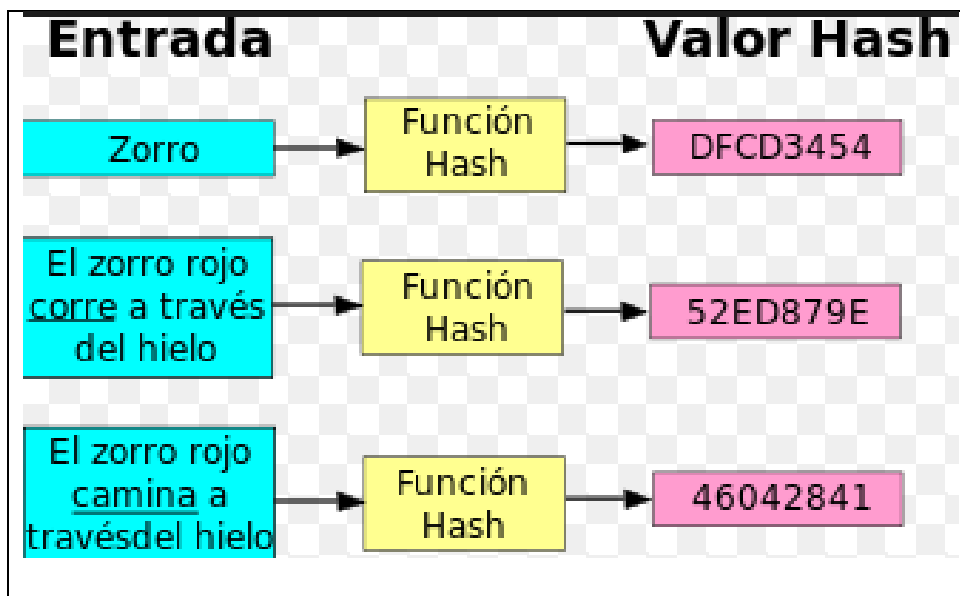 Entrada Valor Hash
Zorro
Función
Hash
DFCD3454
El zorro rojo
corre a través
del hielo
Función
Hash
52ED879E
El zorro rojo
camina a
travésdel hielo
Función
Hash
46042841